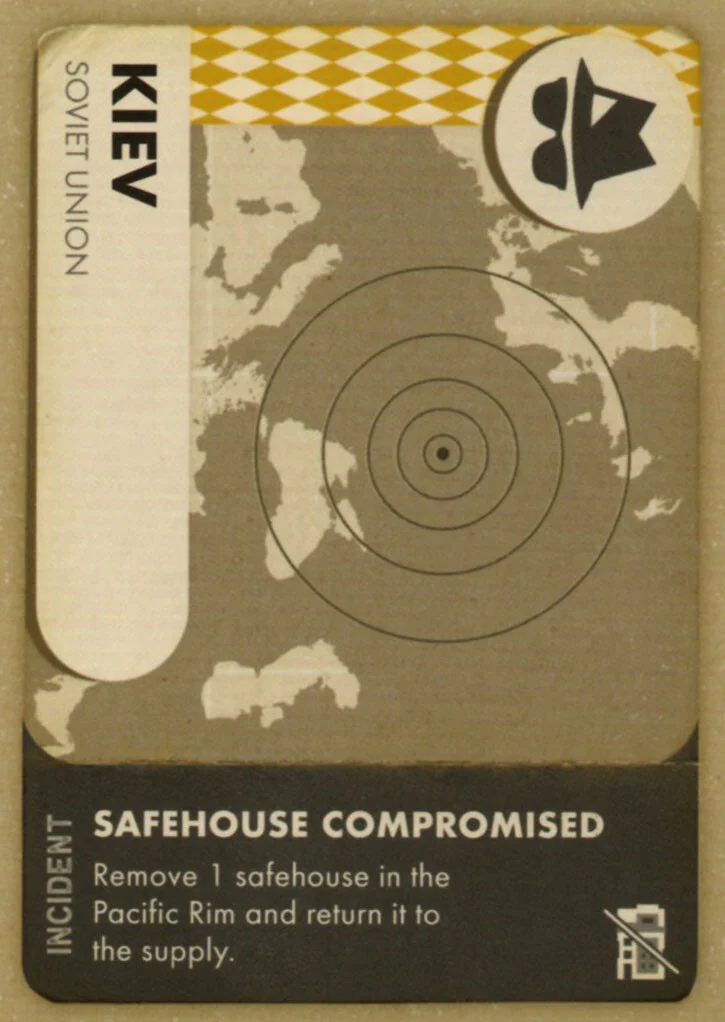 KIEV
SOVIET UNION
INCIDENT
SAFEHOUSE COMPROMISED
Remove 1 safehouse in the
Pacific Rim and return it to
the supply.